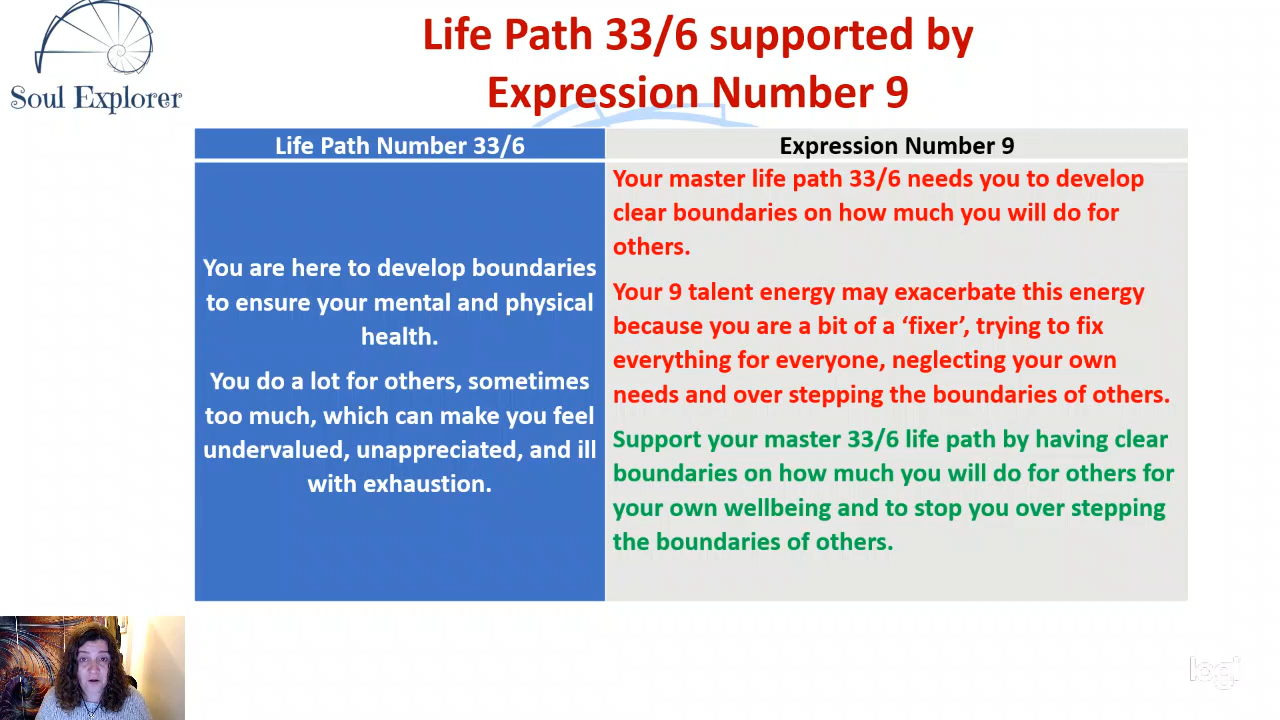 Soul Explorer
Life Path 33/6 supported by
Expression Number 9
Life Path Number 33/6
Expression Number 9
You are here to develop boundaries
to ensure your mental and physical
health.
You do a lot for others, sometimes
too much, which can make you feel
undervalued, unappreciated, and ill
with exhaustion.
Your master life path 33/6 needs you to develop
clear boundaries on how much you will do for
others.
Your 9 talent energy may exacerbate this energy
because you are a bit of a ‘fixer’, trying to fix
everything for everyone, neglecting your own
needs and over stepping the boundaries of others.
Support your master 33/6 life path by having clear
boundaries on how much you will do for others for
your own wellbeing and to stop you over stepping
the boundaries of others.
logi